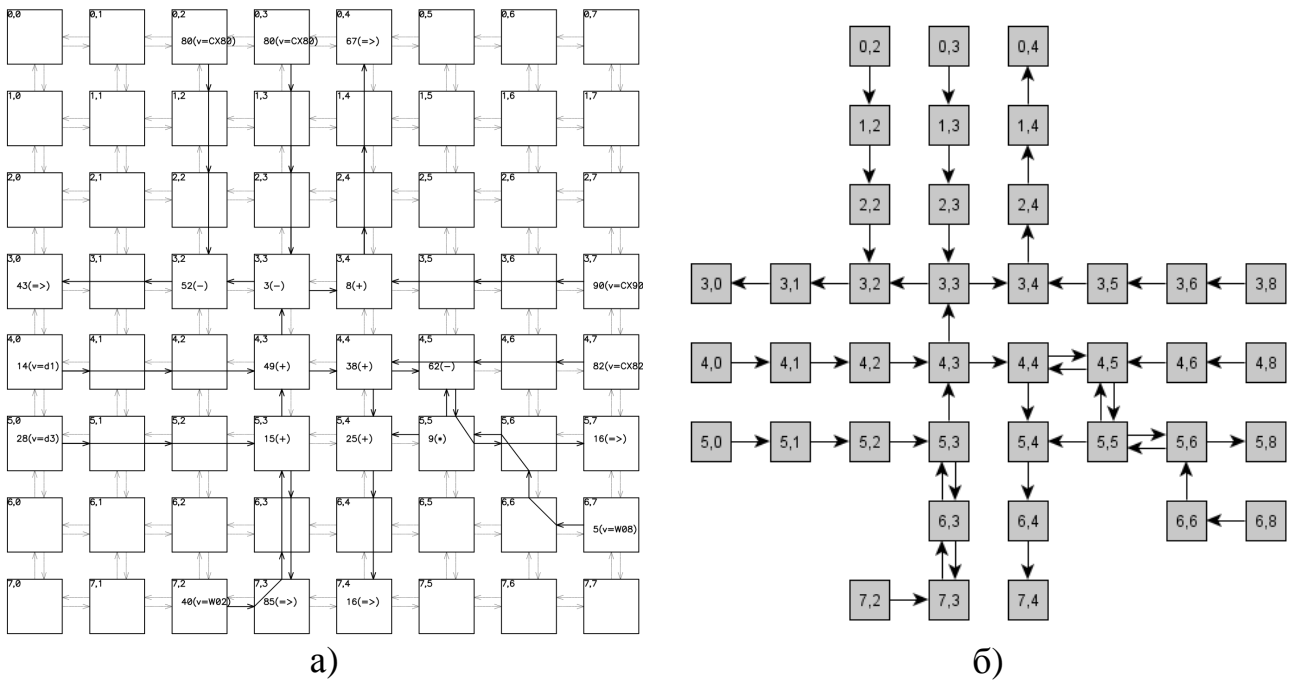 0,0 0,1 0,2 0,3 0,4 0,5 0,6 0,7
80(v=CX80) 80(v=CX80) 67(=>)
1,0 1,1 1,2 1,3 1,4 1,5 1,6 1,7
2,0 2,1 2,2 2,3 2,4 2,5 2,6 2,7
3,0 3,1 3,2 3,3 3,4 3,5 3,6 3,7
43(=>) 52(-) 3(-) 8(+) 90(v=CX90
4,0 4,1 4,2 4,3 4,4 4,5 4,6 4,7
14(v=d1) 49(+) 38(+) 62(-) 82(v=CX82
5,0 5,1 5,2 5,3 5,4 5,5 5,6 5,7
28(v=d3) 15(+) 25(+) 9(*) 16(=>)
6,0 6,1 6,2 6,3 6,4 6,5 6,6 6,7
5(v=W08)
7,0 7,1 7,2 7,3 7,4 7,5 7,6 7,7
40(v=W02) 85(=>) 16(=>)
а)
0,2 0,3 0,4
1,2 1,3 1,4
2,2 2,3 2,4
3,0 3,1 3,2 3,3 3,4 3,5 3,6 3,8
4,0 4,1 4,2 4,3 4,4 4,5 4,6 4,8
5,0 5,1 5,2 5,3 5,4 5,5 5,6 5,8
6,3 6,4 6,6 6,8
7,2 7,3 7,4
б)